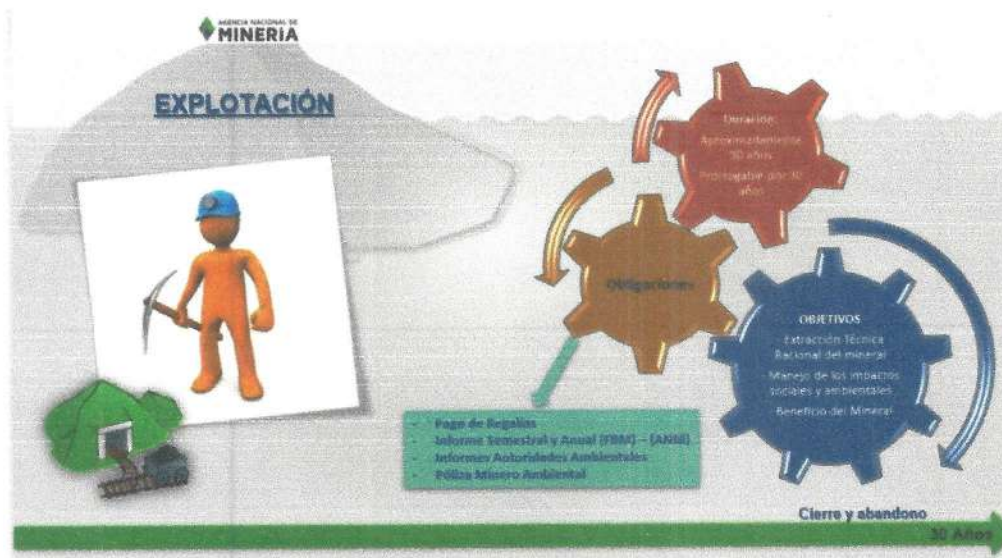 AGENCIA NACIONAL DE
MINERÍA
EXPLOTACIÓN
Duración:
Aproximadamente
30 años
Prorrogable por 30
años
Obligaciones
OBJETIVOS
Extracción Técnica
Racional del mineral
Manejo de los impactos
sociales y ambientales
Beneficio del Mineral
- Pago de Regalías
- Informe Semestral y Anual (FBM) – (ANM)
- Informes Autoridades Ambientales
- Póliza Minero Ambiental
Cierre y abandono
30 Años